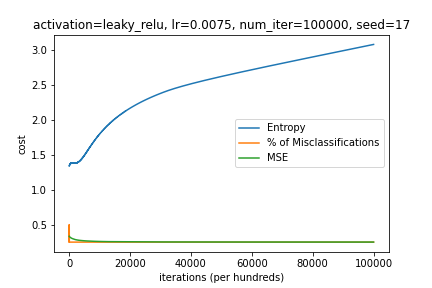 activation=leaky_relu, lr=0.0075, num_iter=100000, seed=17
3.0
2.5
2.0
1.5
1.0
0.5
cost
Entropy
% of Misclassifications
MSE
0 20000 40000 60000 80000 100000
iterations (per hundreds)